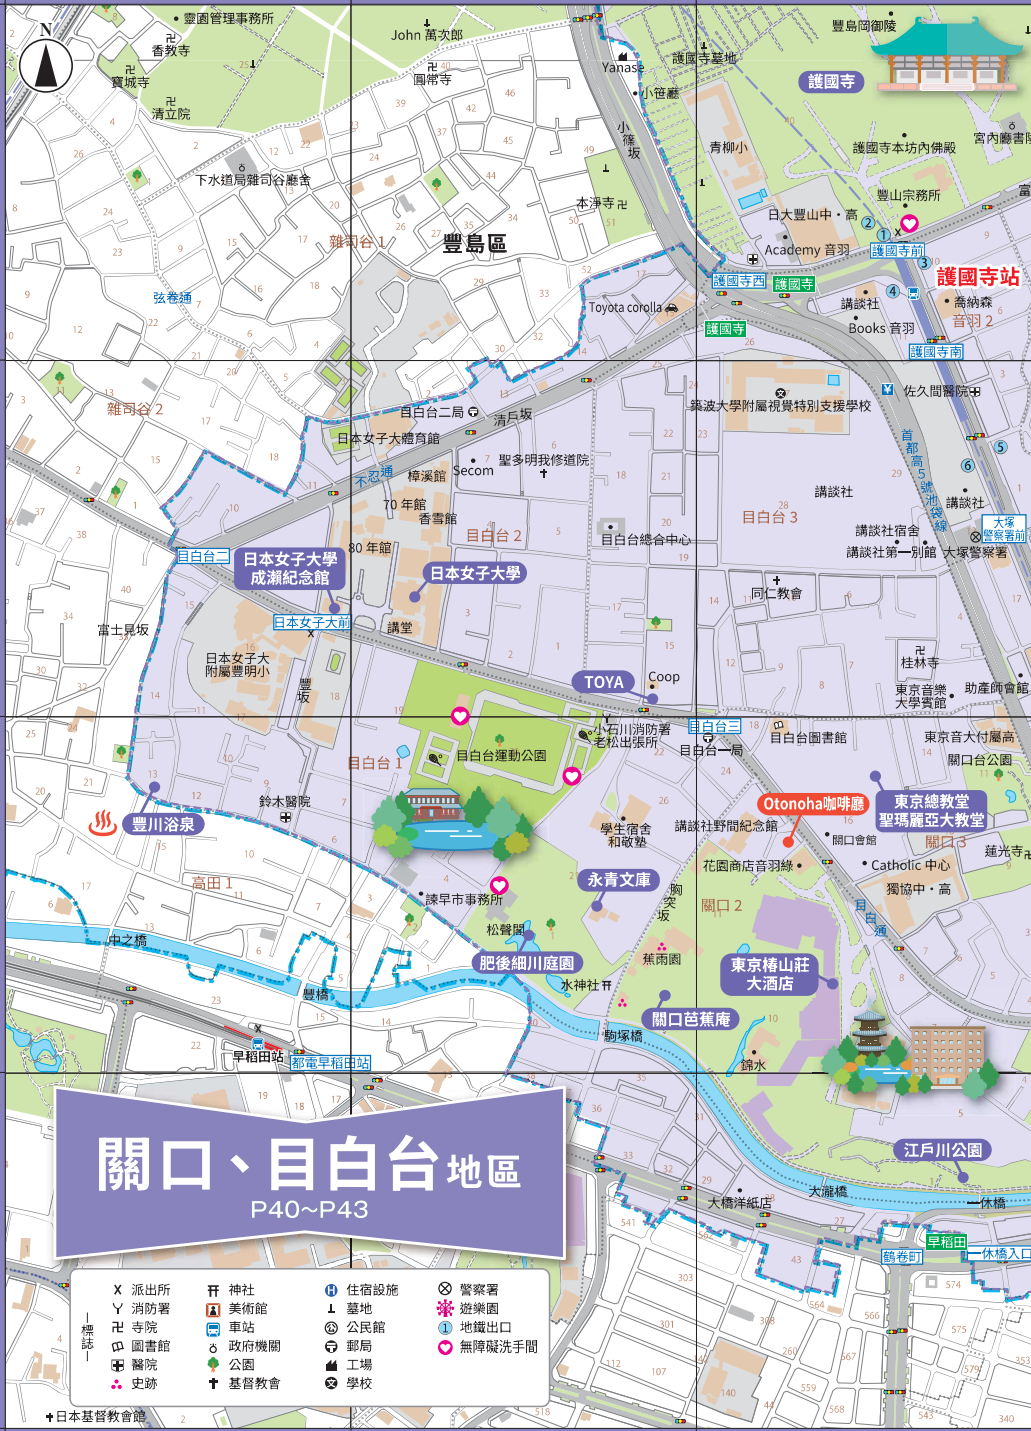 N
靈園管理事務所
香教寺
寶城寺
清立院
John 萬次郎
圓常寺
Yanase
護國寺墓地
小笹廳
小篠坂
青柳小
豐島岡御陵
護國寺
宮內廳書陵
護國寺本坊內佛殿
豐山宗務所
下水道局雜司谷廳舍
本淨寺
日大豐山中・高
Academy 音羽
護國寺前
護國寺站
雜司谷 1
豐島區
弦卷通
護國寺西
護國寺
護國寺
Toyota corolla
講談社
喬納森
Books 音羽
音羽 2
護國寺南
雜司谷 2
目白台二局
清戶坂
日本女子大體育館
不忍通
聖多明我修道院
Secom
樟溪館
70 年館
香雪館
80 年館
築波大學附屬視覺特別支援學校
佐久間醫院
首都高5號池袋線
講談社
講談社
大塚
警察署前
目白台 2
目白台總合中心
目白台 3
講談社宿舍
講談社第一別館
大塚警察署
目白台二
日本女子大學
成瀨紀念館
日本女子大學
日本女子大前
講堂
同仁教會
富士見坂
日本女子大
附屬豐明小
豐坂
桂林寺
東京音樂
大學賓館
助產師會館
TOYA
Coop
小石川消防署
老松出張所
目白台三
目白台一局
目白台圖書館
東京音大付屬高
關口台公園
目白台運動公園
目白台 1
鈴木醫院
豐川浴泉
學生宿舍
和敬塾
Otonoha咖啡廳
講談社野間紀念館
東京總教堂
聖瑪麗亞大教堂
關口會館
關口 3
蓮光寺
花園商店音羽綠
Catholic 中心
獨協中・高
高田 1
諫早市事務所
永青文庫
胸突坂
關口 2
目白通
中之橋
松聲閣
肥後細川庭園
蕉雨園
東京椿山莊
大酒店
水神社
豐橋
關口芭蕉庵
駒塚橋
錦水
早稻田站
都電早稻田站
關口、目白台地區
P40~P43
江戶川公園
大瀧橋
大橋洋紙店
一休橋
早稻田
鶴卷町
一休橋入口
標誌
派出所
消防署
寺院
圖書館
醫院
史跡
神社
美術館
車站
政府機關
公園
基督教會
住宿設施
墓地
公民館
郵局
工場
學校
警察署
遊樂園
地鐵出口
無障礙洗手間
日本基督教會館